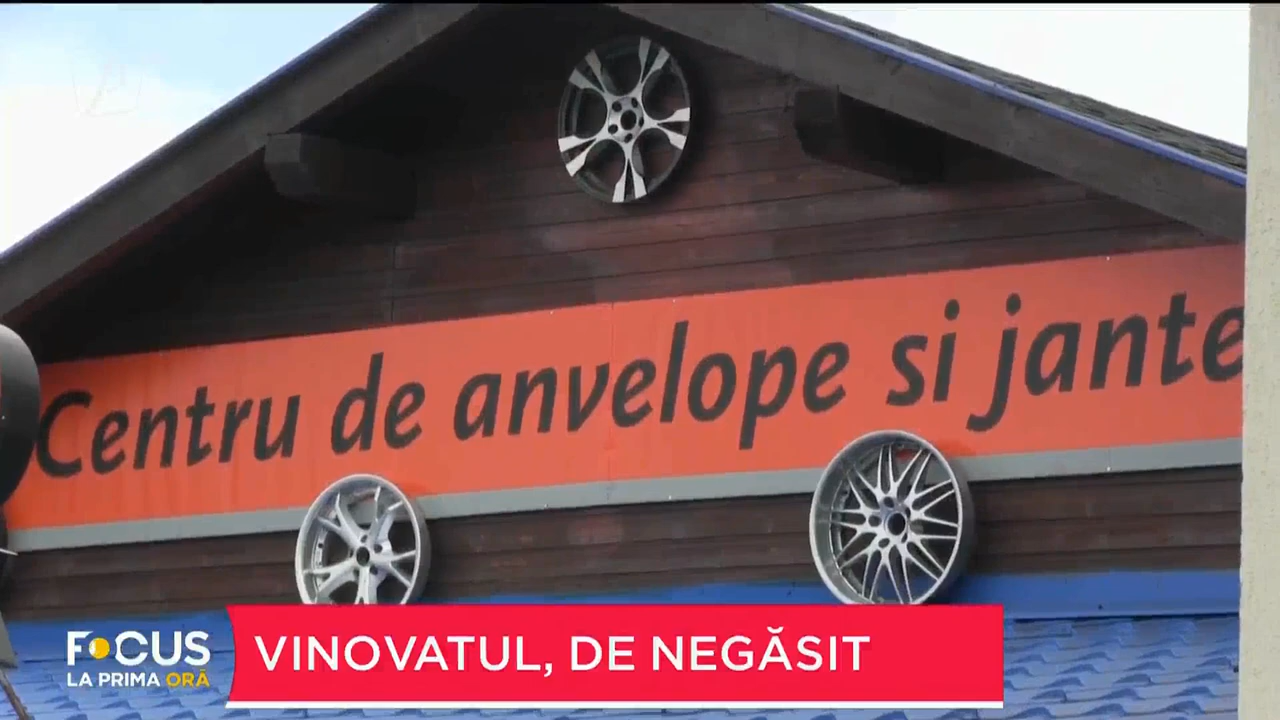 Centru de anvelope si jante
FOCUS
LA PRIMA ORĂ
VINOVATUL, DE NEGĂSIT